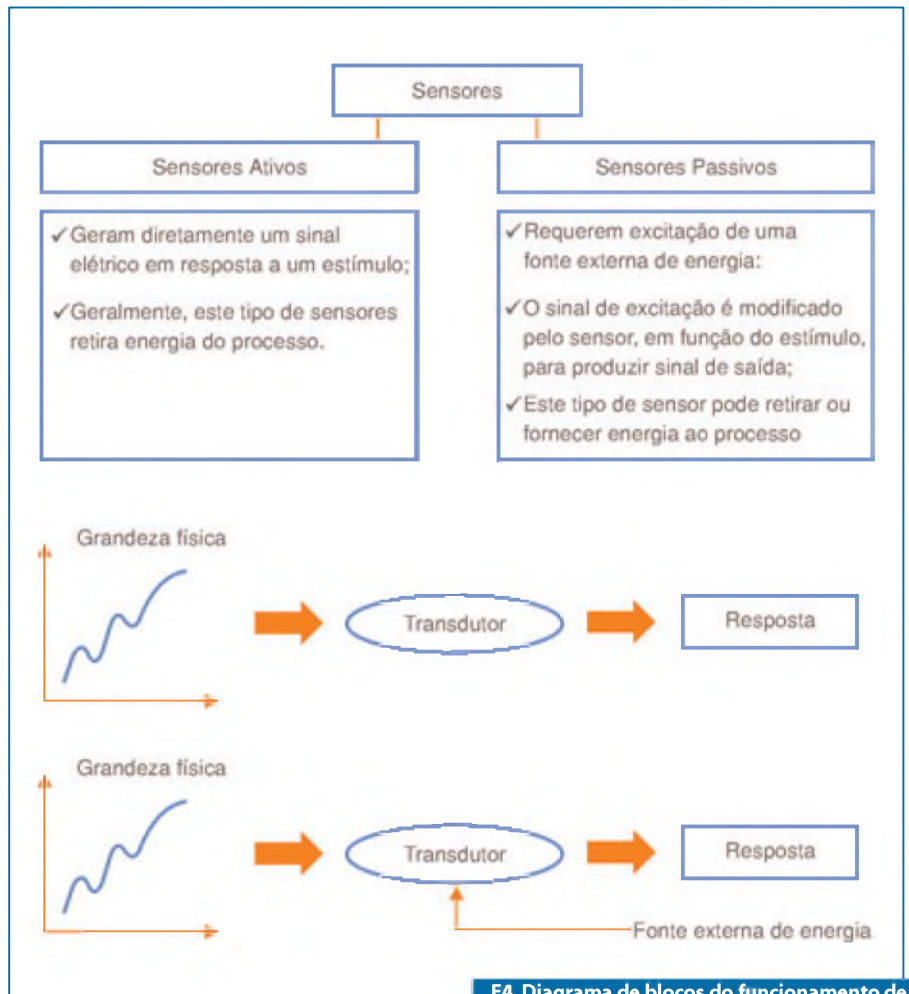 Sensores
Sensores Ativos
Sensores Passivos
✓Geram diretamente um sinal
elétrico em resposta a um estímulo;
✓Geralmente, este tipo de sensores
retira energia do processo.
✓Requerem excitação de uma
fonte externa de energia:
✓O sinal de excitação é modificado
pelo sensor, em função do estímulo,
para produzir sinal de saída;
✓Este tipo de sensor pode retirar ou
fornecer energia ao processo
Grandeza física
Transdutor
Resposta
Grandeza física
Transdutor
Resposta
Fonte externa de energia
F4. Diagrama de blocos do funcionamento de